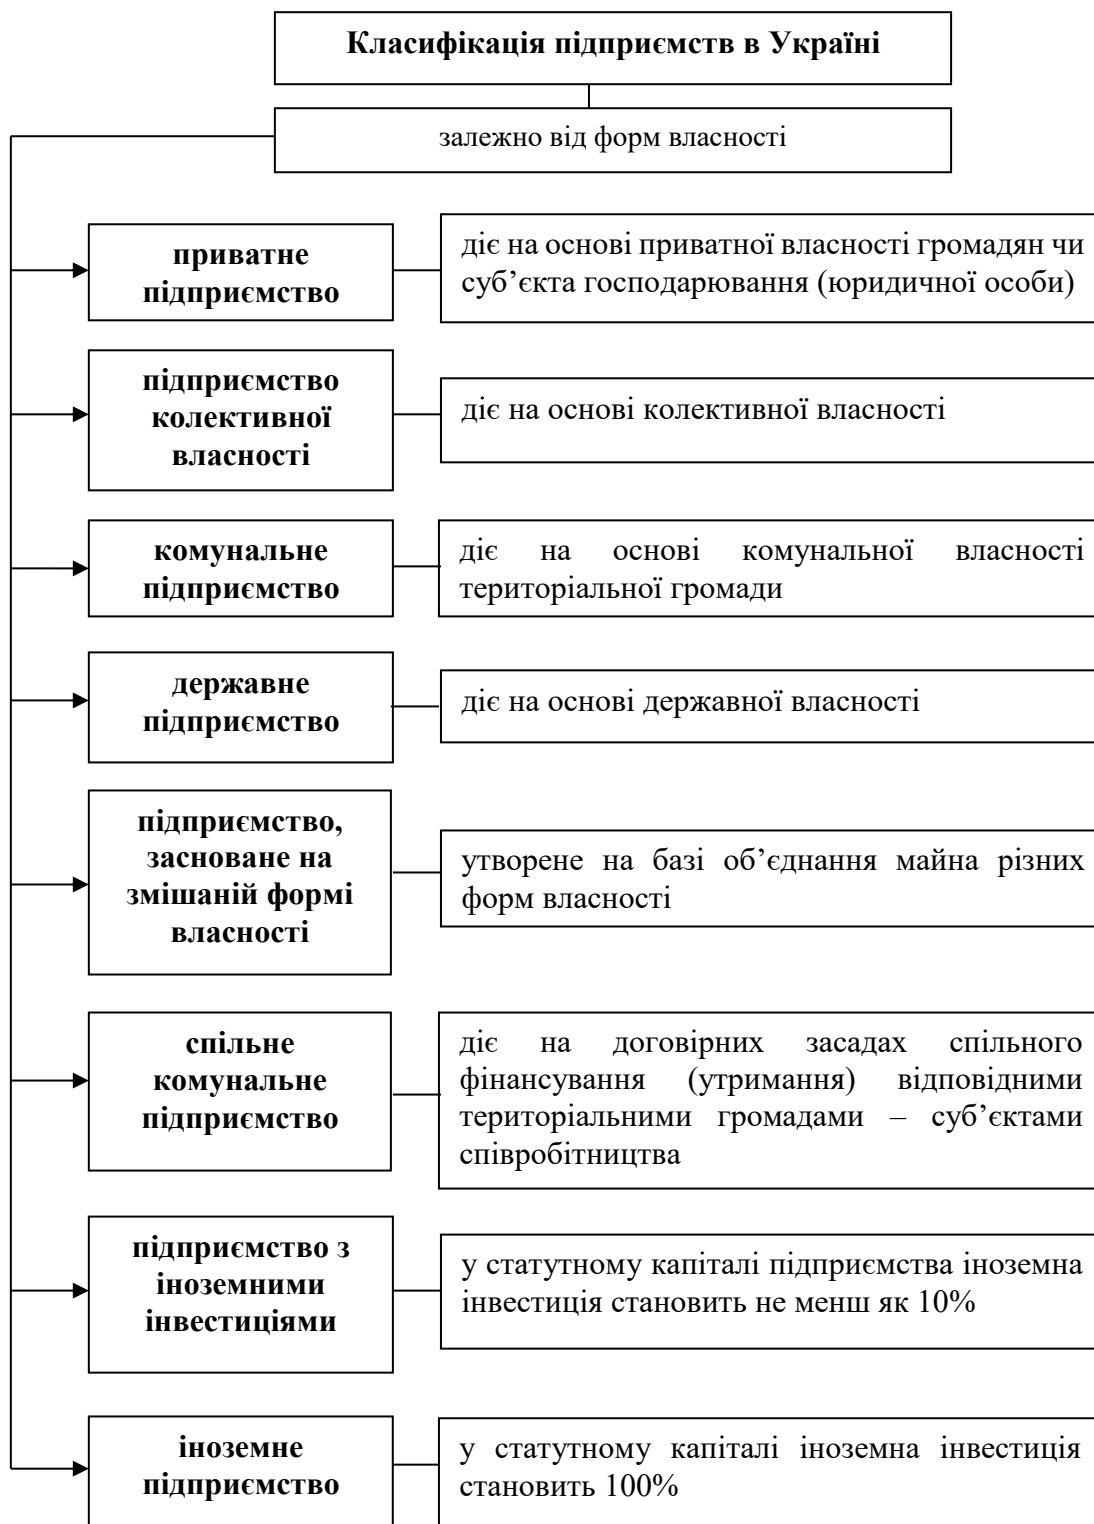 Класифікація підприємств в Україні
залежно від форм власності
приватне
підприємство
діє на основі приватної власності громадян чи
суб’єкта господарювання (юридичної особи)
підприємство
колективної
власності
діє на основі колективної власності
комунальне
підприємство
діє на основі комунальної власності
територіальної громади
державне
підприємство
діє на основі державної власності
підприємство,
засноване на
змішаній формі
власності
утворене на базі об’єднання майна різних
форм власності
спільне
комунальне
підприємство
діє на договірних засадах спільного
фінансування (утримання) відповідними
територіальними громадами – суб’єктами
співробітництва
підприємство з
іноземними
інвестиціями
у статутному капіталі підприємства іноземна
інвестиція становить не менш як 10%
іноземне
підприємство
у статутному капіталі іноземна інвестиція
становить 100%